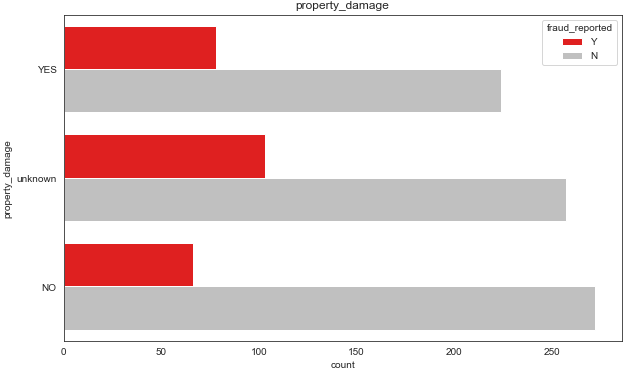 property_damage
fraud_reported
Y
N
YES
unknown
NO
property_damage
0 50 100 150 200 250
count